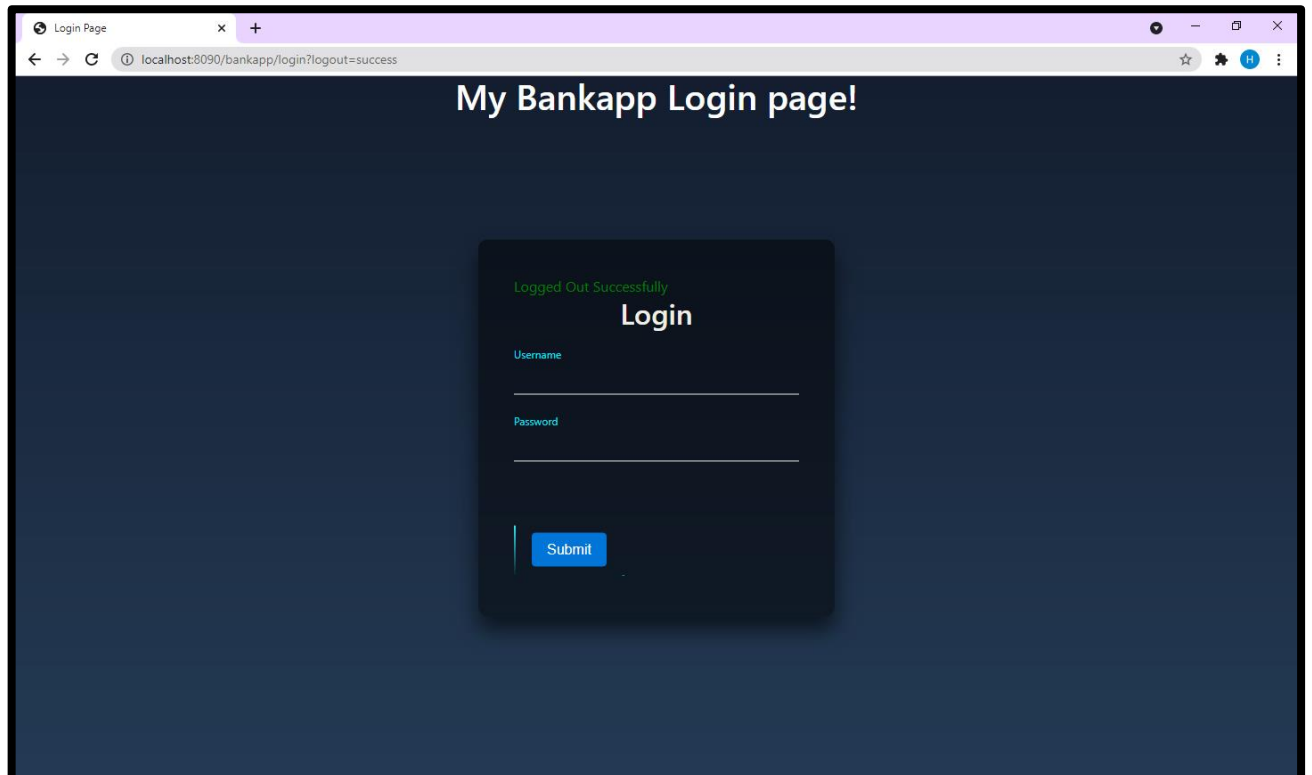 Login Page
localhost:8090/bankapp/login?logout=success
H
My Bankapp Login page!
Logged Out Successfully
Login
Username
Password
Submit